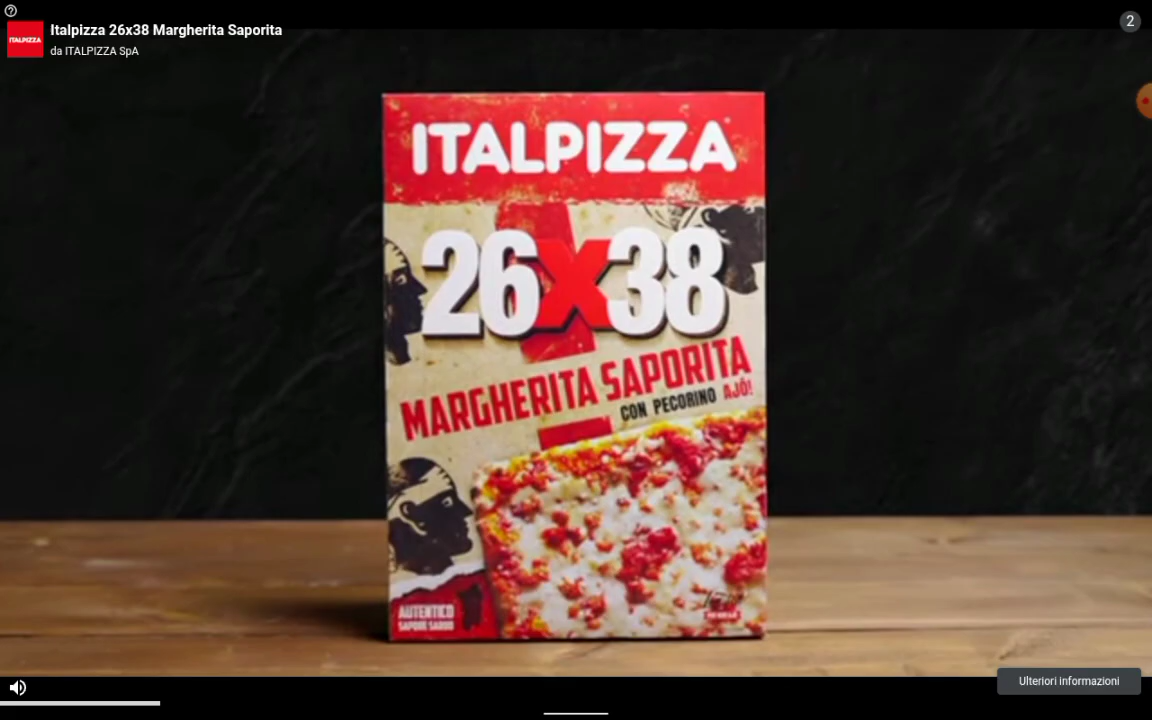 Italpizza 26x38 Margherita Saporita
da ITALPIZZA SpA
ITALPIZZA
2
ITALPIZZA
26x38
MARGHERITA SAPORITA
CON PECORINO AJÓ!
AUTENTICO
SAPORE SARDO
Ulteriori informazioni